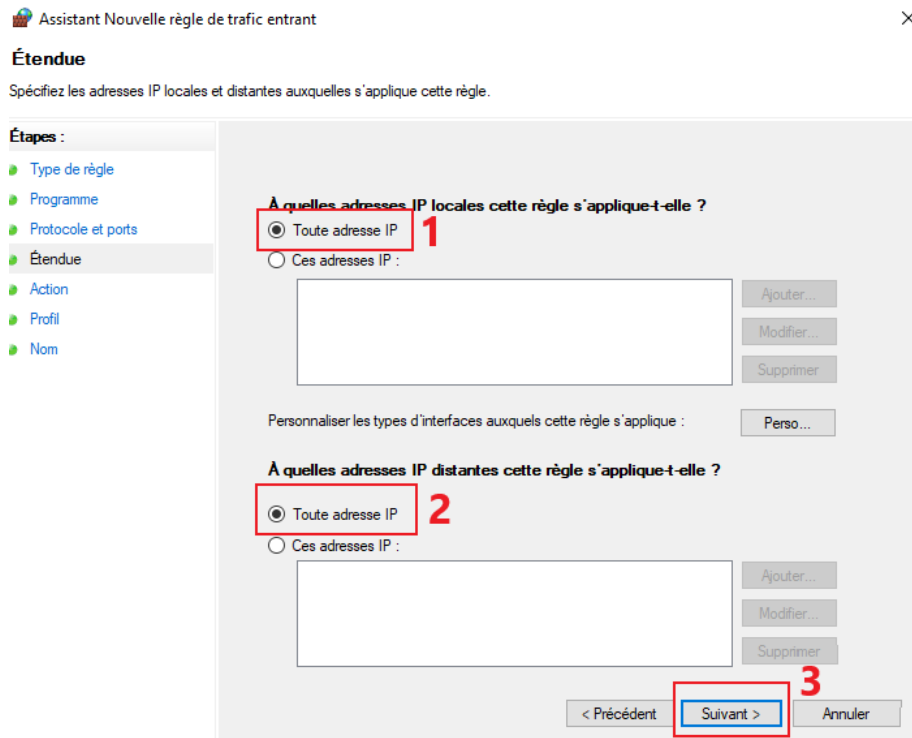 Assistant Nouvelle règle de trafic entrant
Étendue
Spécifiez les adresses IP locales et distantes auxquelles s'applique cette règle.
Étapes :
Type de règle
Programme
Protocole et ports
Étendue
Action
Profil
Nom
À quelles adresses IP locales cette règle s'applique-t-elle ?
Toute adresse IP
1
Ces adresses IP :
Ajouter...
Modifier...
Supprimer
Personnaliser les types d'interfaces auxquels cette règle s'applique :
Perso...
À quelles adresses IP distantes cette règle s'applique-t-elle ?
Toute adresse IP
2
Ces adresses IP :
Ajouter...
Modifier...
Supprimer
3
< Précédent
Suivant >
Annuler